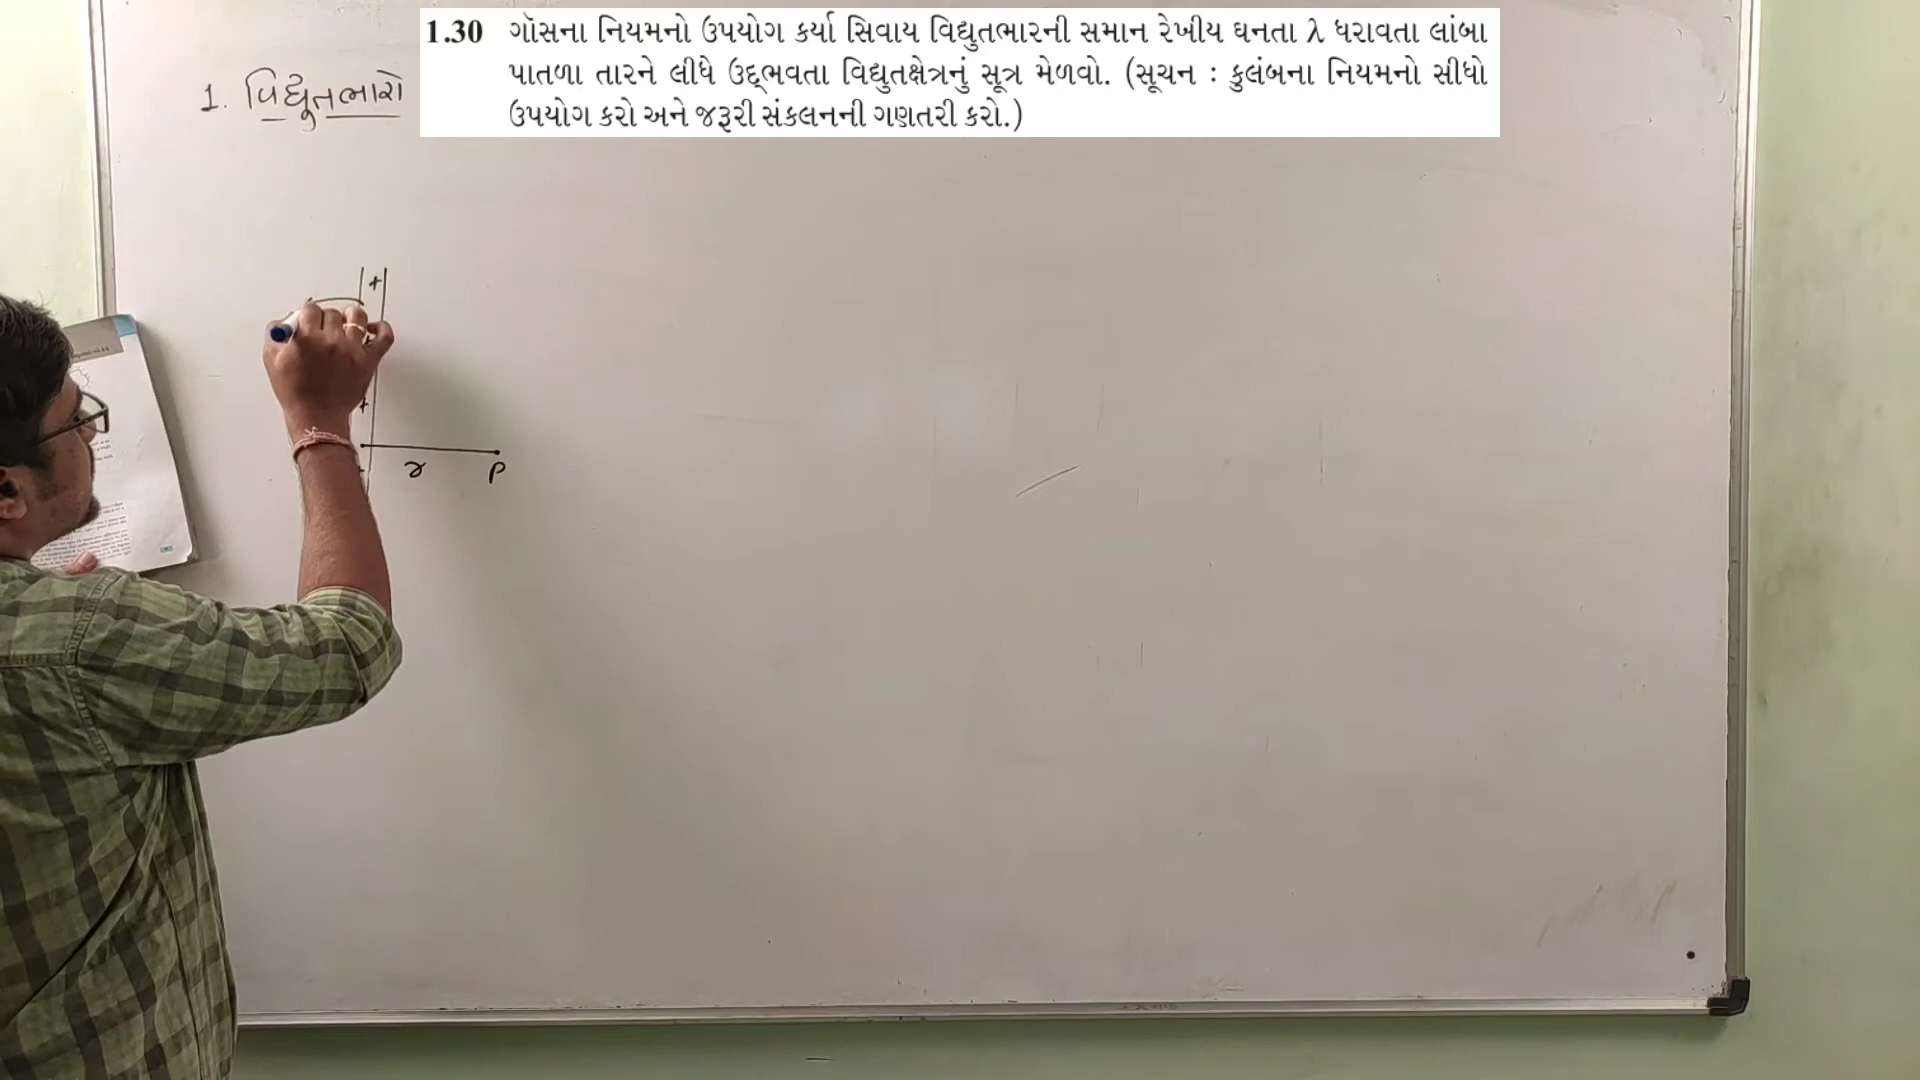 1.30 ગૉસના નિયમનો ઉપયોગ કર્યા સિવાય વિદ્યુતભારની સમાન રેખીય ઘનતા λ ધરાવતા લાંબા
પાતળા તારને લીધે ઉદ્‌ભવતા વિદ્યુતક્ષેત્રનું સૂત્ર મેળવો. (સૂચન : કુલંબના નિયમનો સીધો
ઉપયોગ કરો અને જરૂરી સંકલનની ગણતરી કરો.)
1. વિદ્યુતભારો
+
+
+
r P